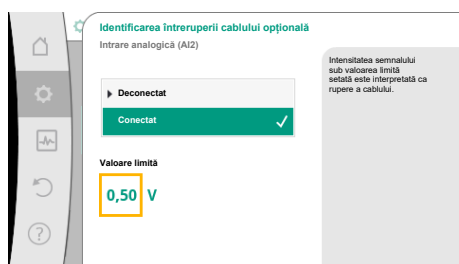 Identificarea întreruperii cablului opțională
Intrare analogică (AI2)
Intensitatea semnalului
sub valoarea limită
setată este interpretată ca
rupere a cablului.
Deconectat
Conectat
Valoare limită
0,50 V
?